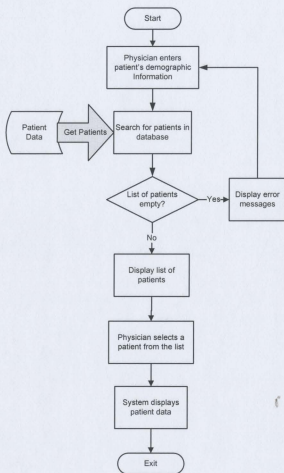 Start
Physician enters
patient's demographic
Information
Patient
Data
Get Patients
Search for patients in
database
List of patients
empty?
Yes
Display error
messages
No
Display list of
patients
Physician selects a
patient from the list
System displays
patient data
Exit